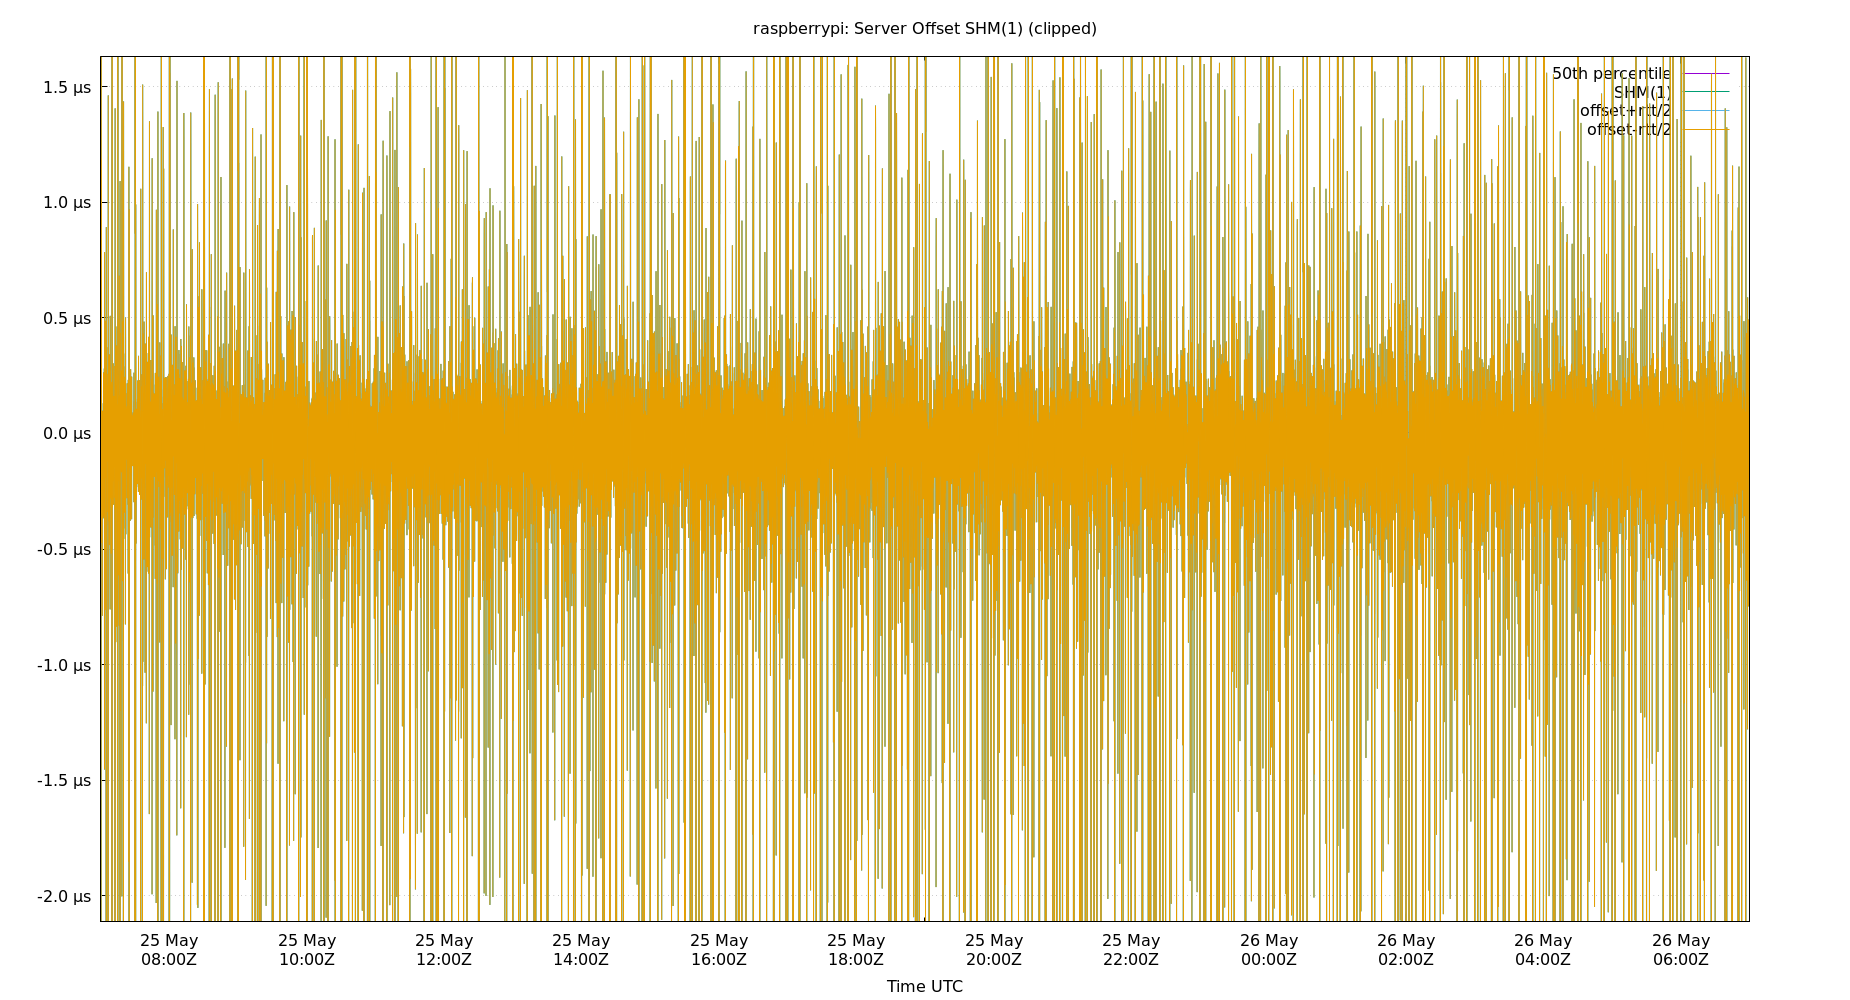 raspberrypi: Server Offset SHM(1) (clipped)
50th percentile
SHM(1)
offset+rtt/2
offset-rtt/2
1.5 µs
1.0 µs
0.5 µs
0.0 µs
-0.5 µs
-1.0 µs
-1.5 µs
-2.0 µs
25 May 25 May 25 May 25 May 25 May 25 May 25 May 25 May 26 May 26 May 26 May 26 May
08:00Z 10:00Z 12:00Z 14:00Z 16:00Z 18:00Z 20:00Z 22:00Z 00:00Z 02:00Z 04:00Z 06:00Z
Time UTC